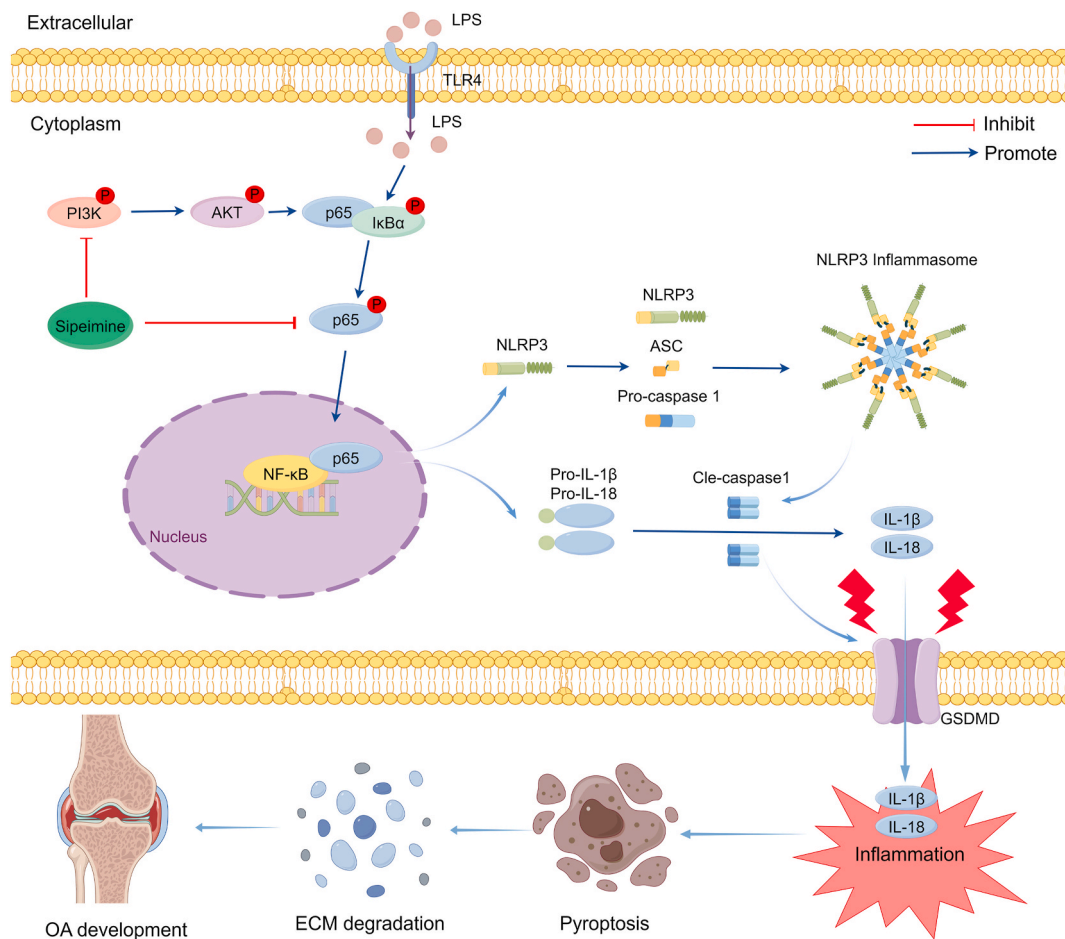 Extracellular
LPS
TLR4
Cytoplasm
LPS
Inhibit
Promote
P
P
P
PI3K
AKT
p65
IκBα
NLRP3 Inflammasome
P
Sipeimine
p65
NLRP3
NLRP3
ASC
Pro-caspase 1
p65
NF-κB
Pro-IL-1β
Pro-IL-18
Cle-caspase1
IL-1β
IL-18
Nucleus
GSDMD
IL-1β
IL-18
Inflammation
OA development
ECM degradation
Pyroptosis